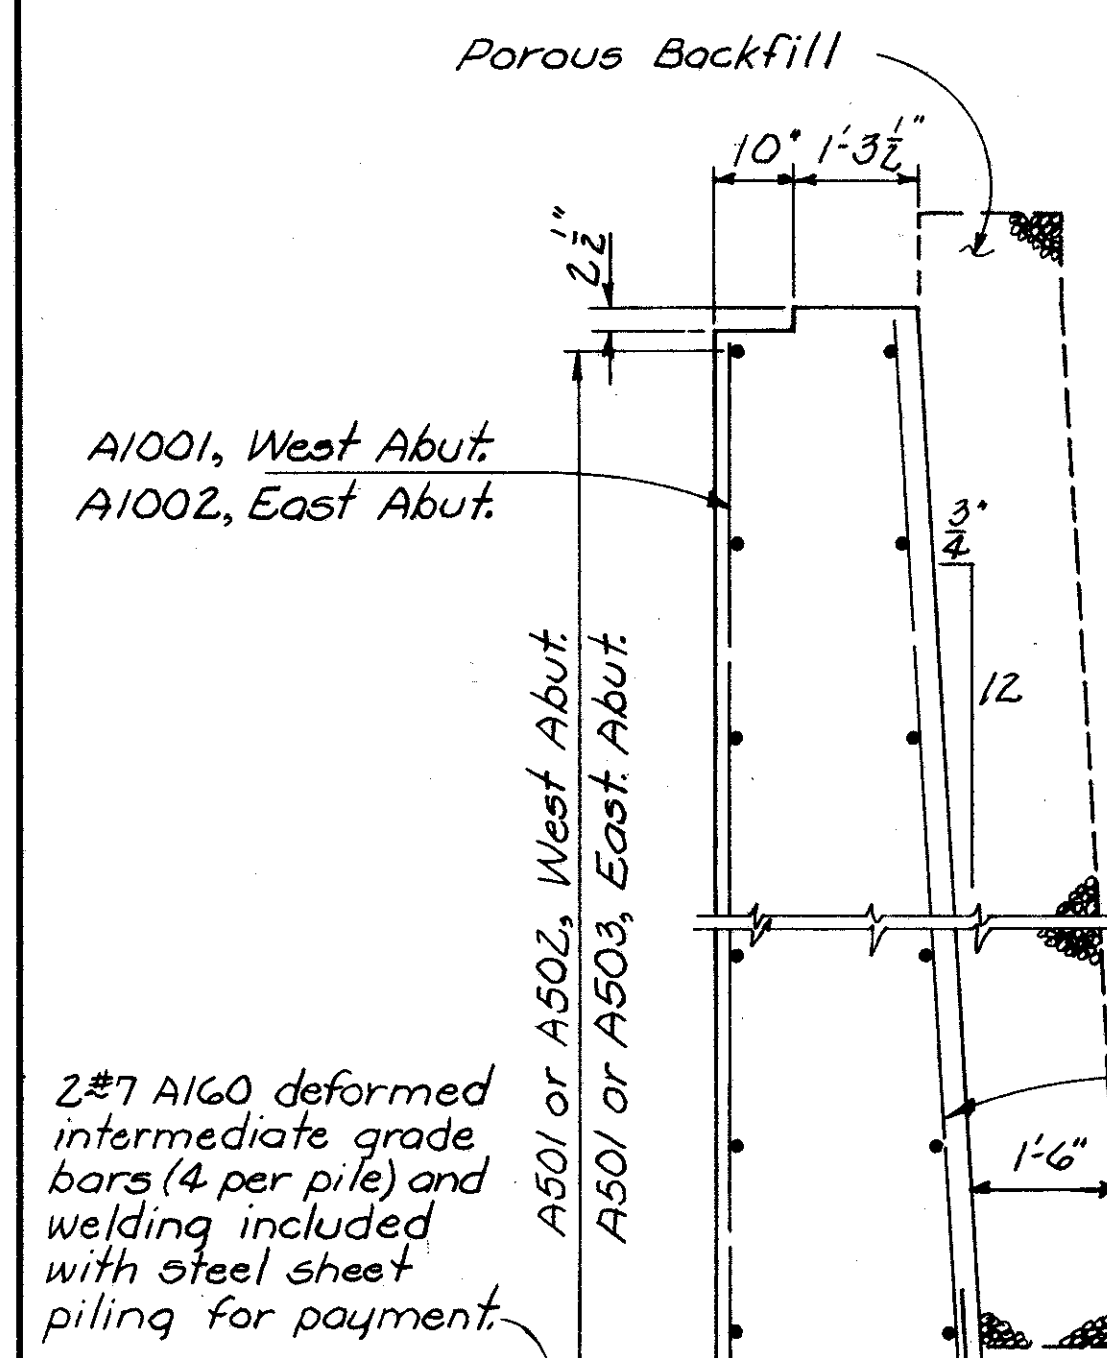 Porous Backfill
10" 1'-3½"
2½"
A1001, West Abut.
A1002, East Abut.
¾"
12
A501 or A502, West Abut.
A501 or A503, East Abut.
2#7 A160 deformed
intermediate grade
bars (4 per pile) and
welding included
with steel sheet
piling for payment.
1'-6"